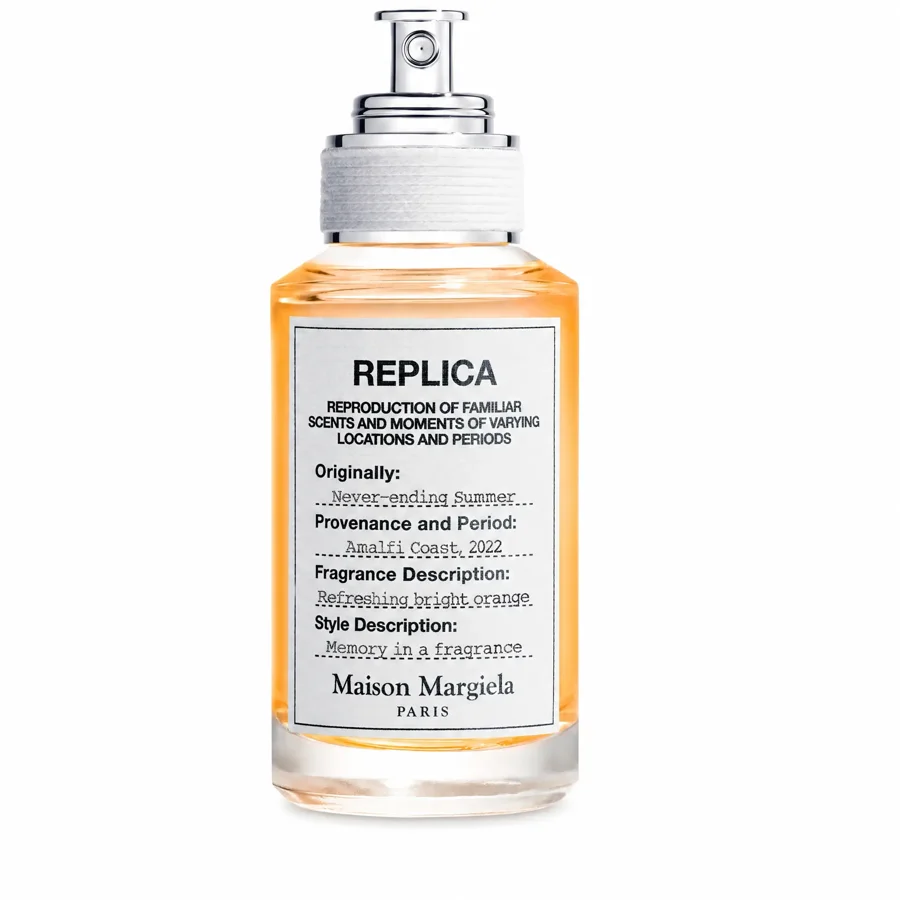 REPLICA
REPRODUCTION OF FAMILIAR
SCENTS AND MOMENTS OF VARYING
LOCATIONS AND PERIODS
Originally:
Never-ending Summer
Provenance and Period:
Amalfi Coast, 2022
Fragrance Description:
Refreshing bright orange
Style Description:
Memory in a fragrance
Maison Margiela
PARIS